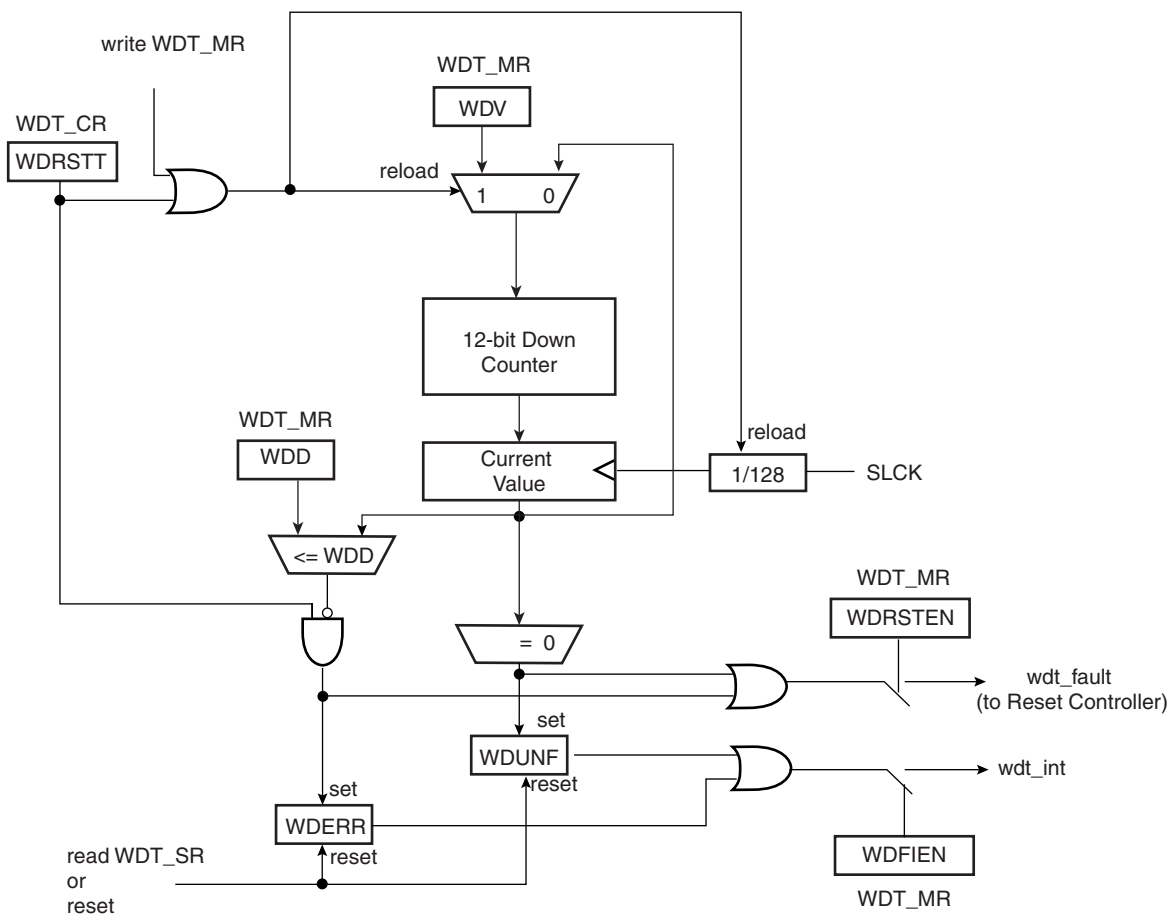 write WDT_MR
WDT_MR
WDV
WDT_CR
WDRSTT
reload
1 0
12-bit Down
Counter
WDT_MR
WDD
Current
Value
reload
1/128
SLCK
<= WDD
WDT_MR
WDRSTEN
= 0
wdt_fault
(to Reset Controller)
set
WDUNF
reset
wdt_int
set
WDERR
reset
WDFIEN
WDT_MR
read WDT_SR
or
reset